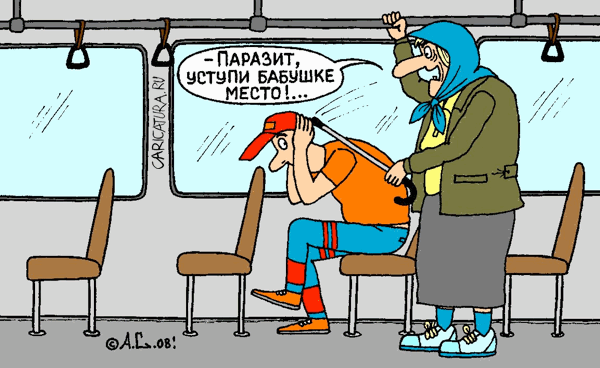 - ПАРАЗИТ,
УСТУПИ БАБУШКЕ
МЕСТО!...
CARICATURA.RU
© А.С.08!